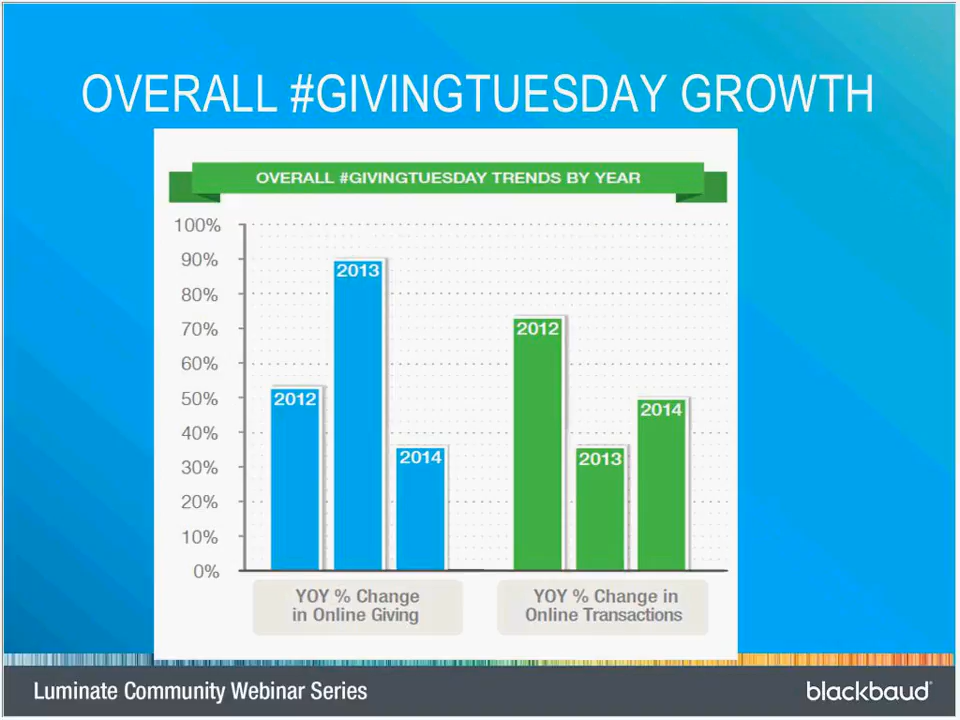 OVERALL #GIVINGTUESDAY GROWTH
OVERALL #GIVINGTUESDAY TRENDS BY YEAR
100%
90%
80%
70%
60%
50%
40%
30%
20%
10%
0%
2012
2013
2014
2012
2013
2014
YOY % Change
in Online Giving
YOY % Change in
Online Transactions
Luminate Community Webinar Series
blackbaud®